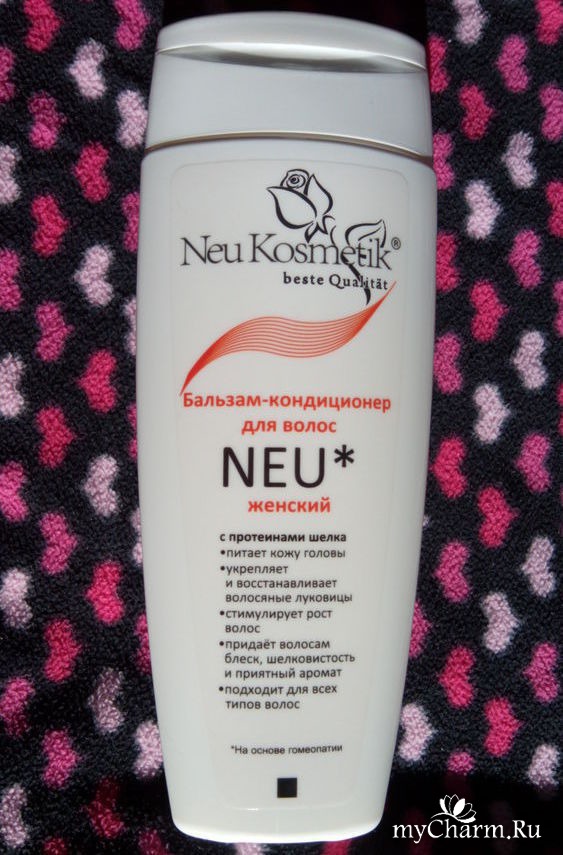 Neu Kosmetik®
beste Qualität
Бальзам-кондиционер
для волос
NEU*
женский
с протеинами шелка
•питает кожу головы
•укрепляет
и восстанавливает
волосяные луковицы
•стимулирует рост
волос
•придаёт волосам
блеск, шелковистость
и приятный аромат
•подходит для всех
типов волос
*На основе гомеопатии
myCharm.Ru